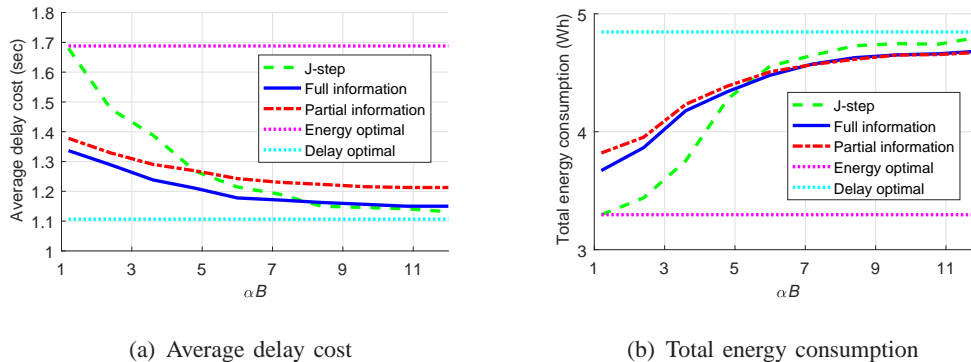 Average delay cost (sec)
1.8
1.7
1.6
1.5
1.4
1.3
1.2
1.1
1
J-step
Full information
Partial information
Energy optimal
Delay optimal
1 3 5 7 9 11
αB
(a) Average delay cost
Total energy consumption (Wh)
5
4
3
J-step
Full information
Partial information
Energy optimal
Delay optimal
1 3 5 7 9 11
αB
(b) Total energy consumption